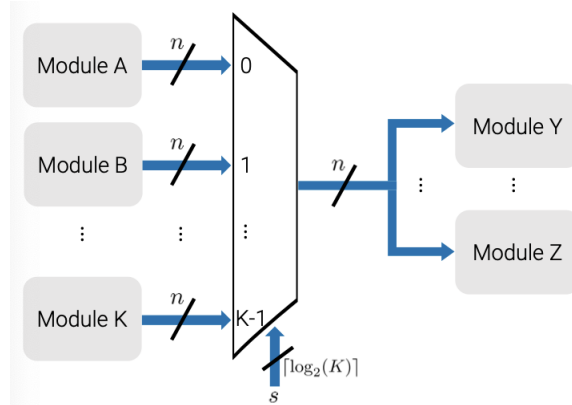 Module A
n
0
Module B
n
1
n
Module Y
⋮
⋮
⋮
⋮
⋮
Module K
n
K-1
Module Z
⌈log₂(K)⌉
s